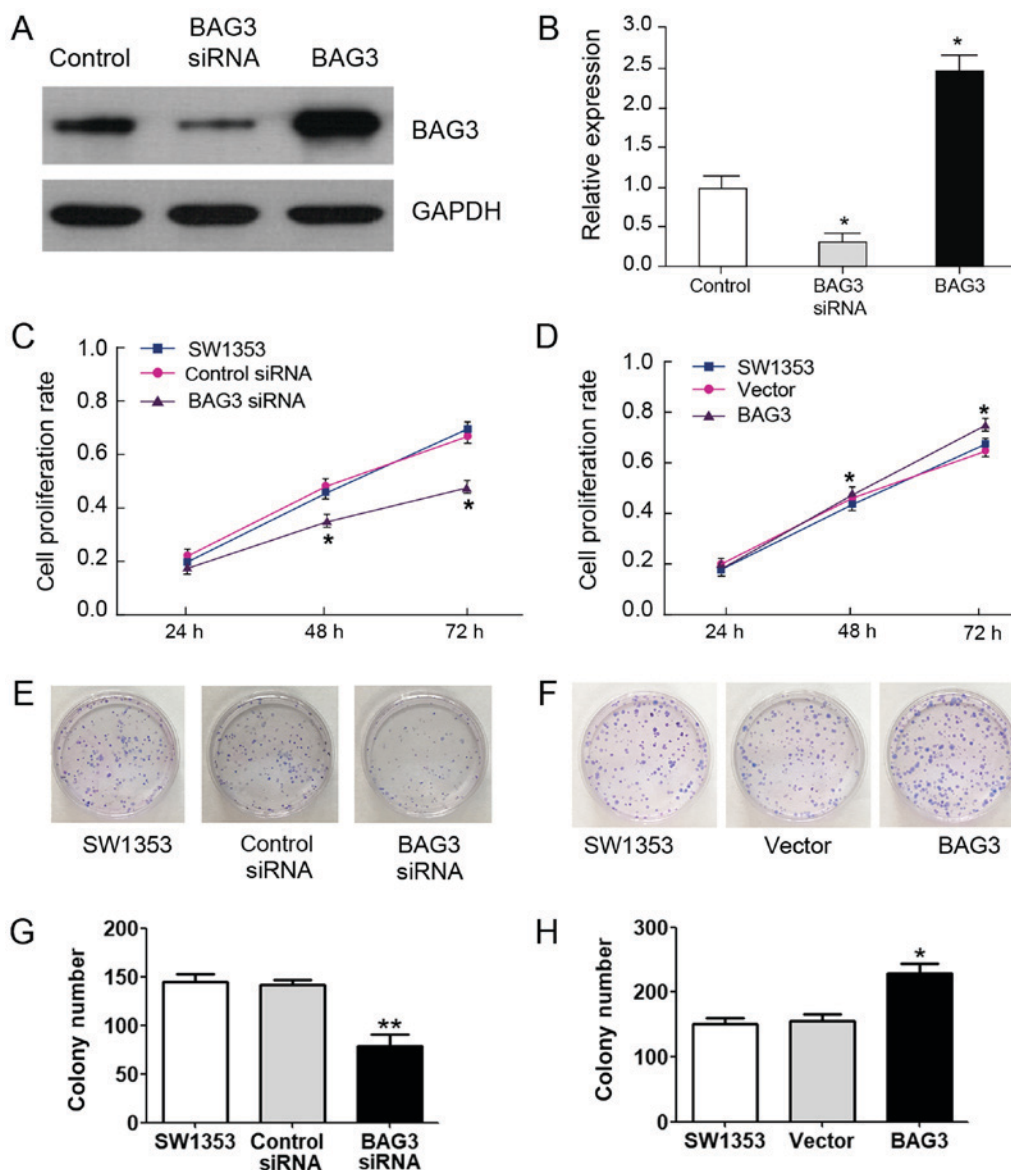 A
Control
BAG3
siRNA
BAG3
BAG3
GAPDH
B
Relative expression
3.0
2.5
2.0
1.0
0.5
0.0
*
*
Control
BAG3
siRNA
BAG3
C
Cell proliferation rate
1.0
0.8
0.6
0.4
0.2
0.0
SW1353
Control siRNA
BAG3 siRNA
*
*
24 h
48 h
72 h
D
Cell proliferation rate
1.0
0.8
0.6
0.4
0.2
0.0
SW1353
Vector
BAG3
*
*
24 h
48 h
72 h
E
SW1353
Control
siRNA
BAG3
siRNA
F
SW1353
Vector
BAG3
G
Colony number
200
150
100
50
0
**
SW1353
Control
siRNA
BAG3
siRNA
H
Colony number
300
200
100
0
*
SW1353
Vector
BAG3